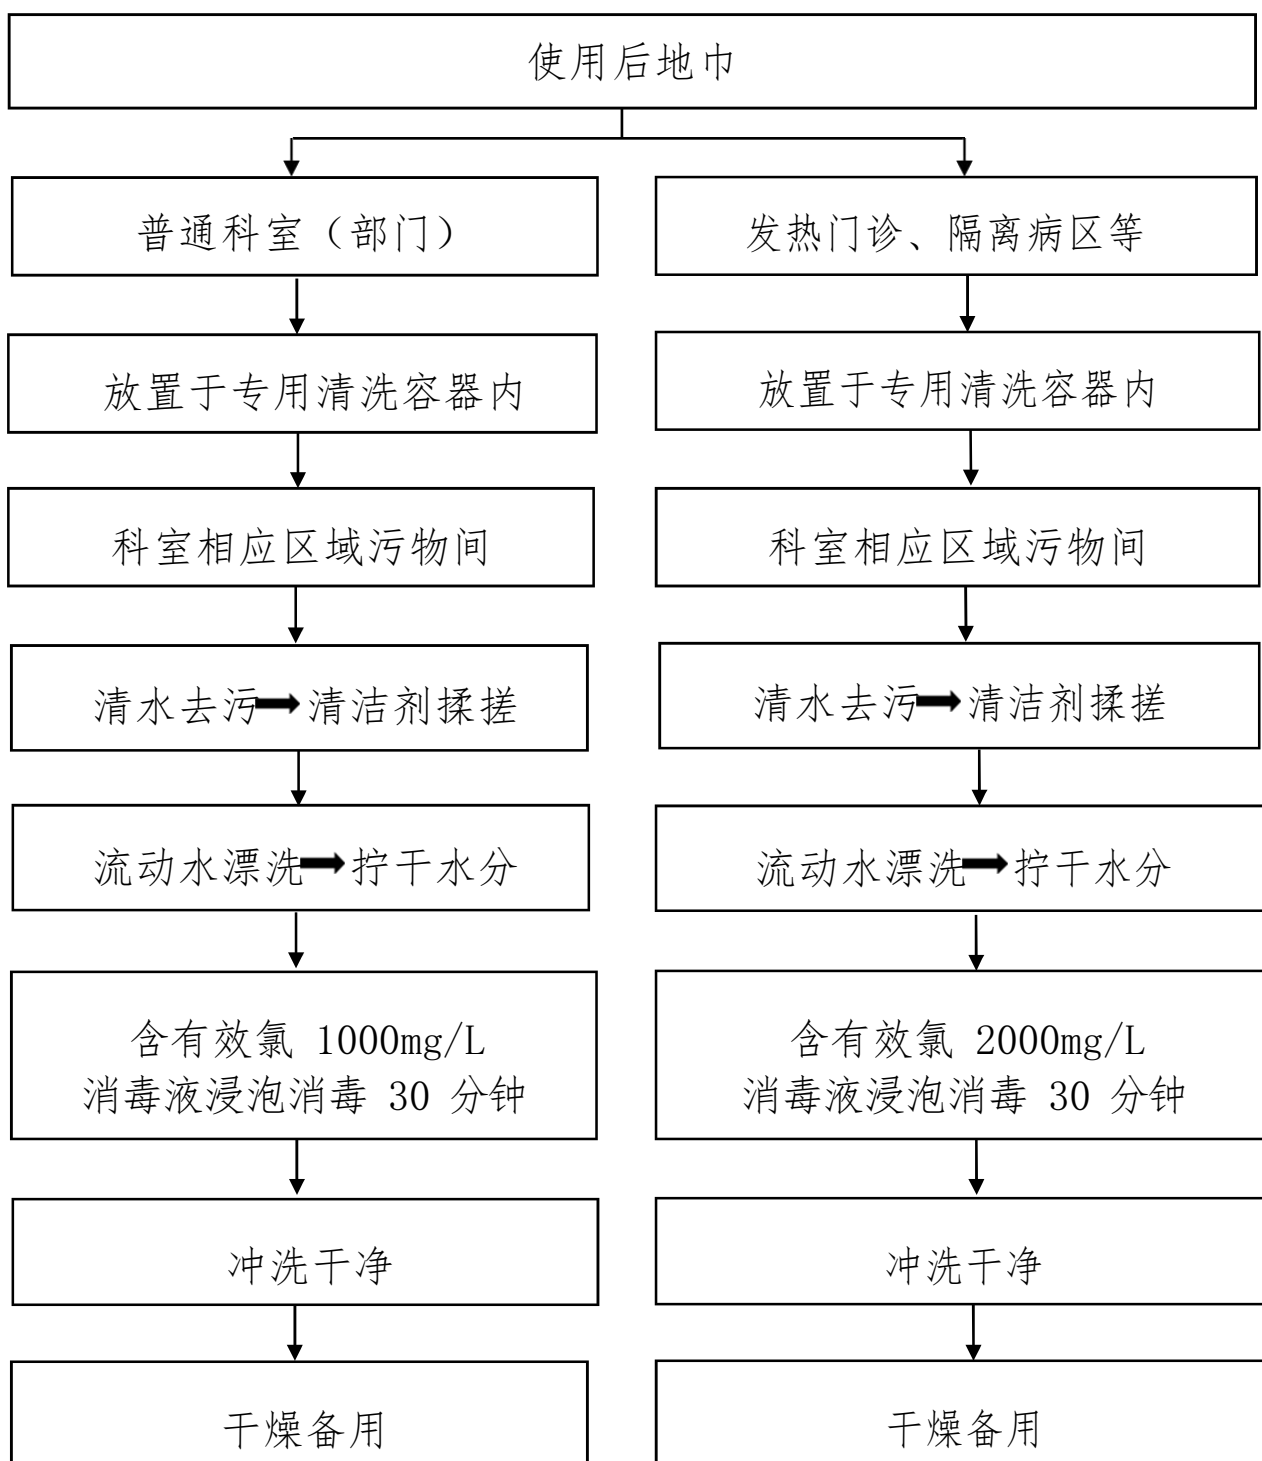 使用后地巾
普通科室（部门）
发热门诊、隔离病区等
放置于专用清洗容器内
放置于专用清洗容器内
科室相应区域污物间
科室相应区域污物间
清水去污➡清洁剂揉搓
清水去污➡清洁剂揉搓
流动水漂洗➡拧干水分
流动水漂洗➡拧干水分
含有效氯 1000mg/L
消毒液浸泡消毒 30 分钟
含有效氯 2000mg/L
消毒液浸泡消毒 30 分钟
冲洗干净
冲洗干净
干燥备用
干燥备用